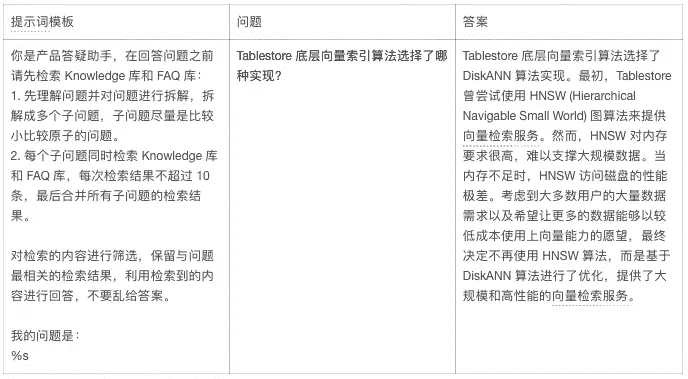 提示词模板
问题
答案
你是产品答疑助手，在回答问题之前
请先检索 Knowledge 库和 FAQ 库：
1. 先理解问题并对问题进行拆解，拆
解成多个子问题，子问题尽量是比较
小比较原子的问题。
2. 每个子问题同时检索 Knowledge 库
和 FAQ 库，每次检索结果不超过 10
条，最后合并所有子问题的检索结
果。
对检索的内容进行筛选，保留与问题
最相关的检索结果，利用检索到的内
容进行回答，不要乱给答案。
我的问题是：
%s
Tablestore 底层向量索引算法选择了哪
种实现？
Tablestore 底层向量索引算法选择了
DiskANN 算法实现。最初，Tablestore
曾尝试使用 HNSW (Hierarchical
Navigable Small World) 图算法来提供
向量检索服务。然而，HNSW 对内存
要求很高，难以支撑大规模数据。当
内存不足时，HNSW 访问磁盘的性能
极差。考虑到大多数用户的大量数据
需求以及希望让更多的数据能够以较
低成本使用上向量能力的愿望，最终
决定不再使用 HNSW 算法，而是基于
DiskANN 算法进行了优化，提供了大
规模和高性能的向量检索服务。